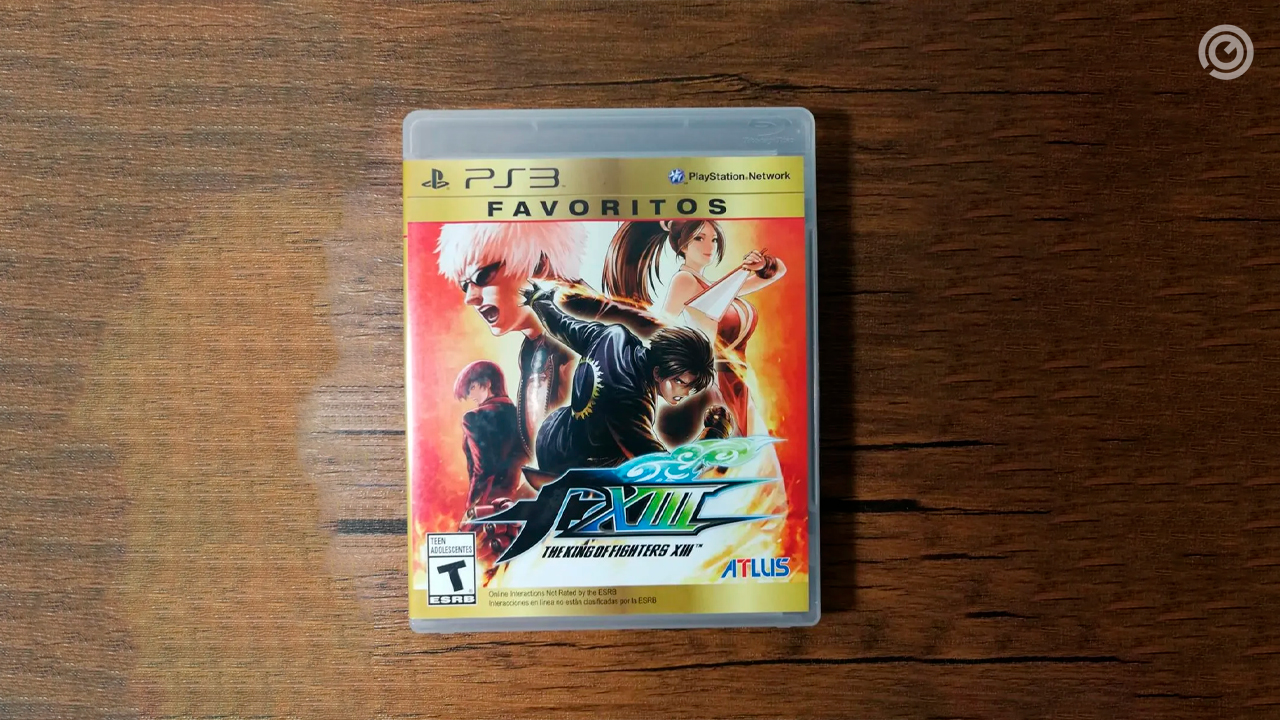 PS3
PlayStation®Network
FAVORITOS
XIII
THE KING OF FIGHTERS XIII™
TEEN
ADOLESCENTES
T
ESRB
ATLUS
Online Interactions Not Rated by the ESRB
Interacciones en línea no están clasificadas por la ESRB